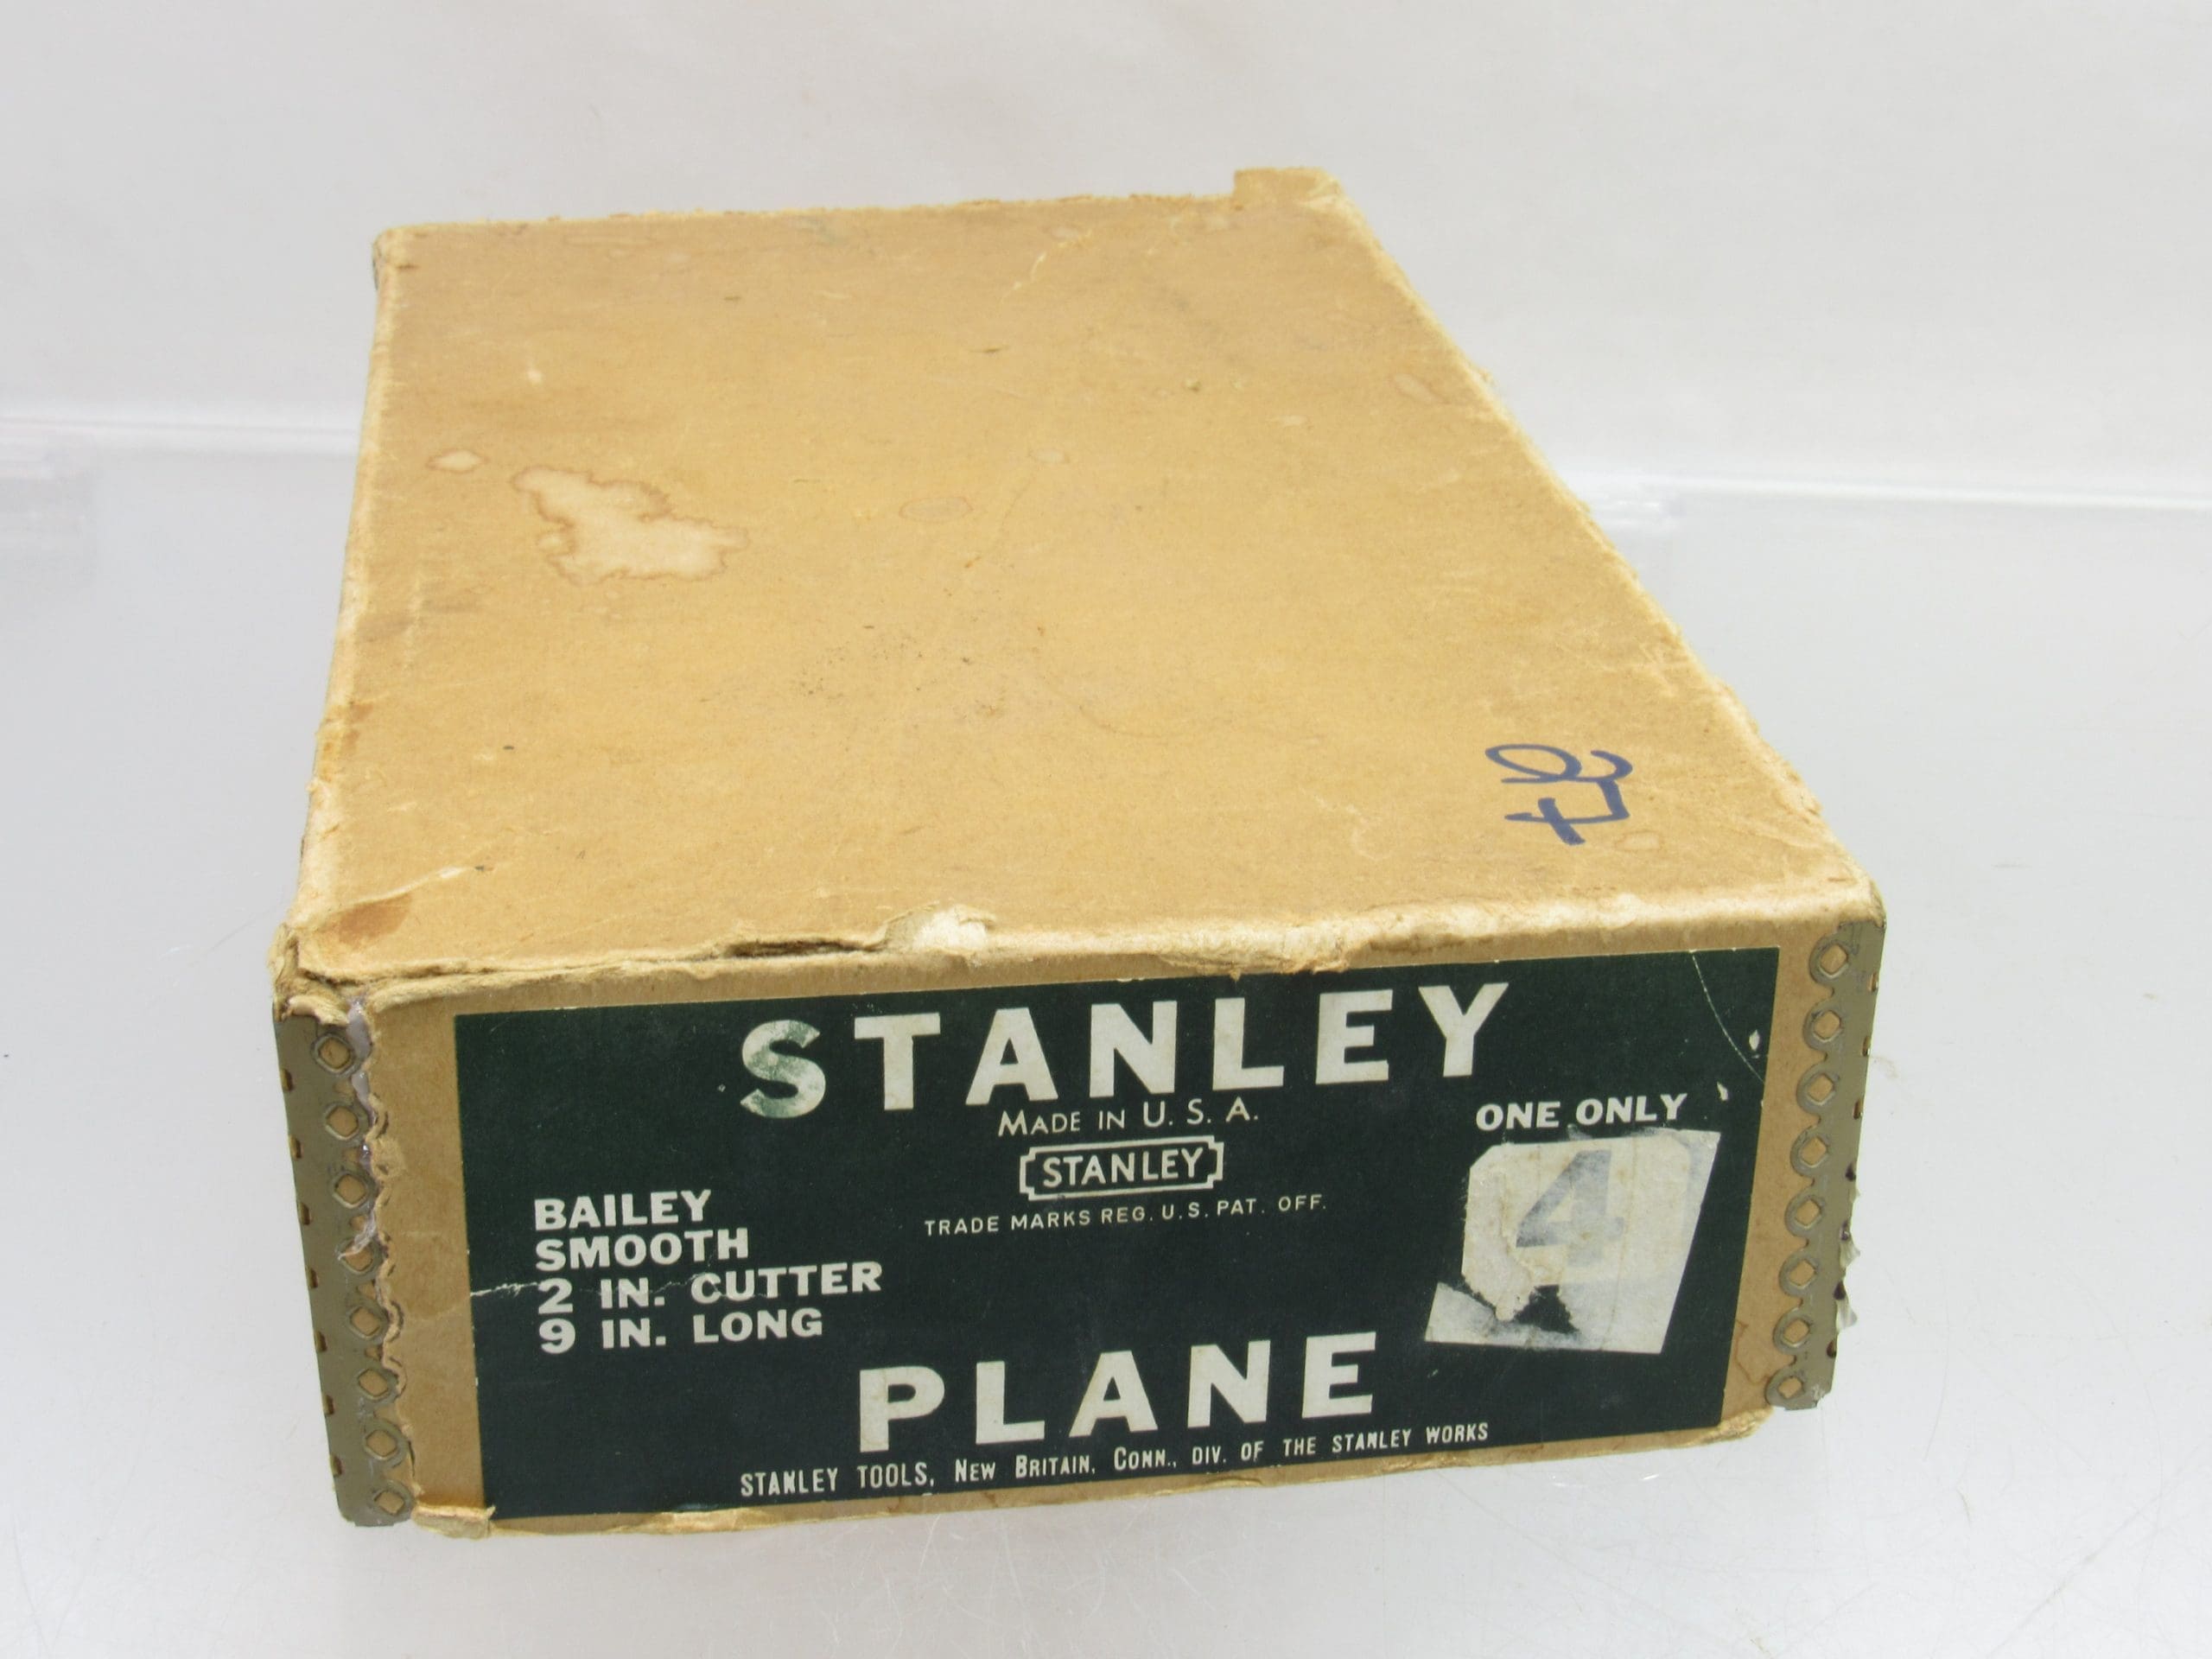 STANLEY
MADE IN U. S. A.
STANLEY
TRADE MARKS REG. U.S. PAT. OFF.
ONE ONLY
4
BAILEY
SMOOTH
2 IN. CUTTER
9 IN. LONG
PLANE
STANLEY TOOLS, NEW BRITAIN, CONN., DIV. OF THE STANLEY WORKS